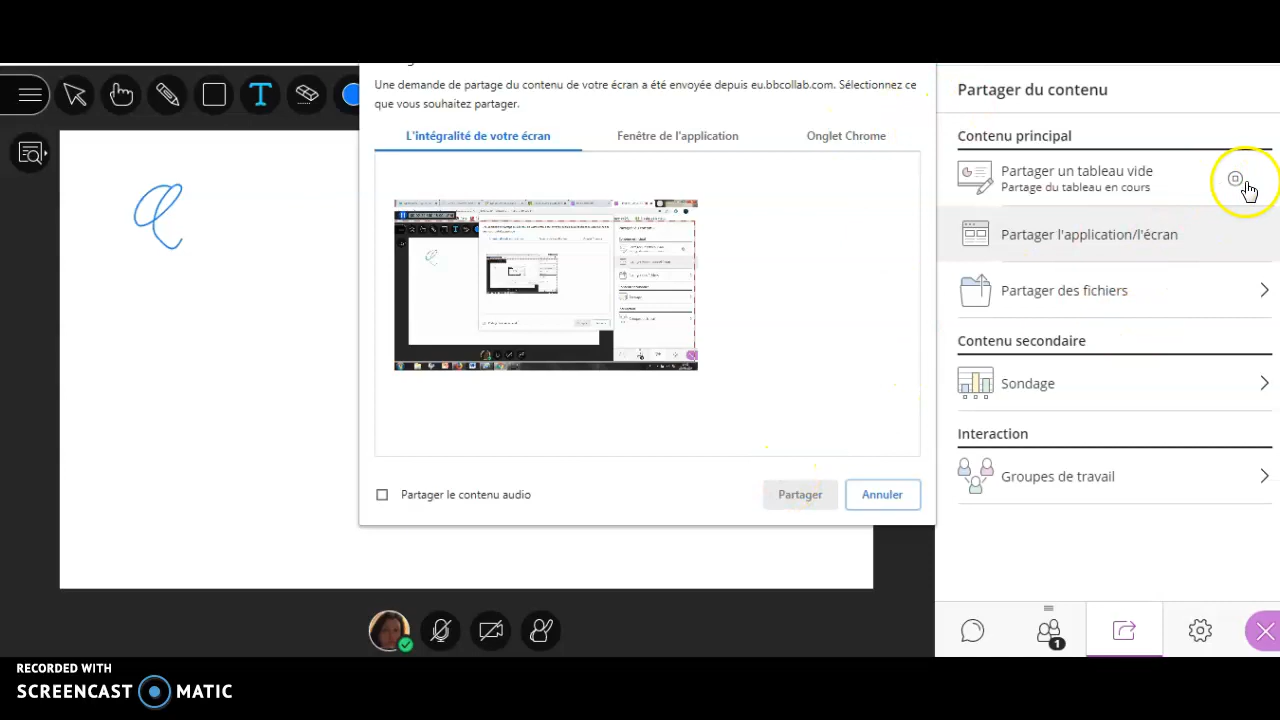 Une demande de partage du contenu de votre écran a été envoyée depuis eu.bbcollab.com. Sélectionnez ce
que vous souhaitez partager.
L'intégralité de votre écran
Fenêtre de l'application
Onglet Chrome
Partager le contenu audio
Partager
Annuler
Partager du contenu
Contenu principal
Partager un tableau vide
Partage du tableau en cours
Partager l'application/l'écran
Partager des fichiers
Contenu secondaire
Sondage
Interaction
Groupes de travail
1
RECORDED WITH
SCREENCAST MATIC